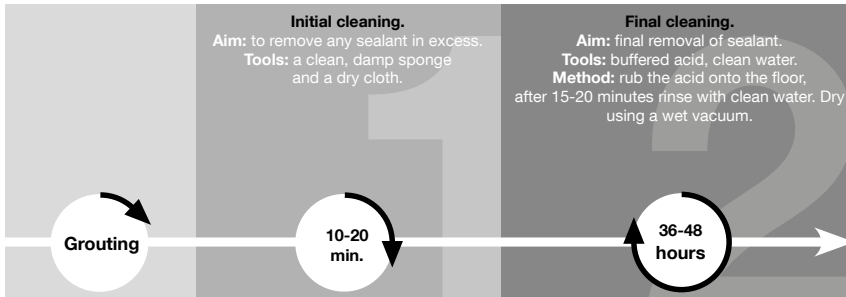 Initial cleaning.
Aim: to remove any sealant in excess.
Tools: a clean, damp sponge
and a dry cloth.
Final cleaning.
Aim: final removal of sealant.
Tools: buffered acid, clean water.
Method: rub the acid onto the floor,
after 15-20 minutes rinse with clean water. Dry
using a wet vacuum.
1
2
Grouting
10-20
min.
36-48
hours